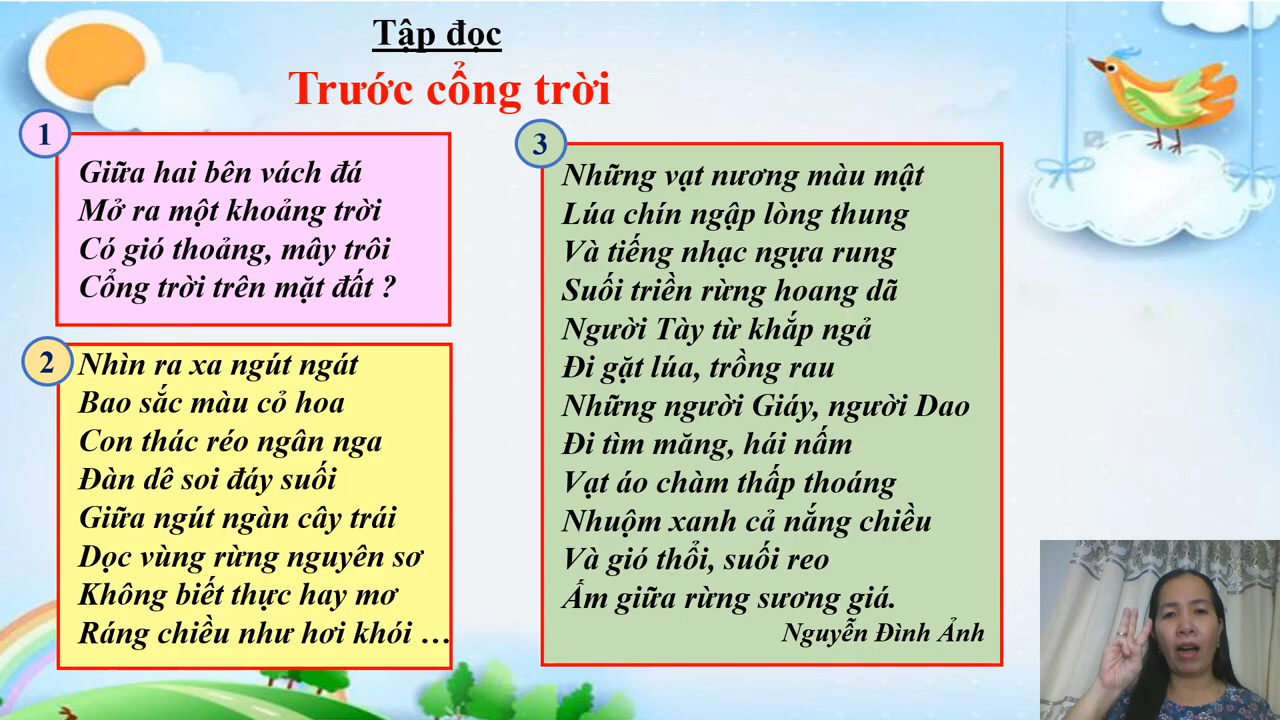 Tập đọc
Trước cổng trời
1
Giữa hai bên vách đá
Mở ra một khoảng trời
Có gió thoảng, mây trôi
Cổng trời trên mặt đất ?
2
Nhìn ra xa ngút ngát
Bao sắc màu cỏ hoa
Con thác réo ngân nga
Đàn dê soi đáy suối
Giữa ngút ngàn cây trái
Dọc vùng rừng nguyên sơ
Không biết thực hay mơ
Ráng chiều như hơi khói …
3
Những vạt nương màu mật
Lúa chín ngập lòng thung
Và tiếng nhạc ngựa rung
Suối triền rừng hoang dã
Người Tày từ khắp ngả
Đi gặt lúa, trồng rau
Những người Giáy, người Dao
Đi tìm măng, hái nấm
Vạt áo chàm thấp thoáng
Nhuộm xanh cả nắng chiều
Và gió thổi, suối reo
Ấm giữa rừng sương giá.
Nguyễn Đình Ảnh